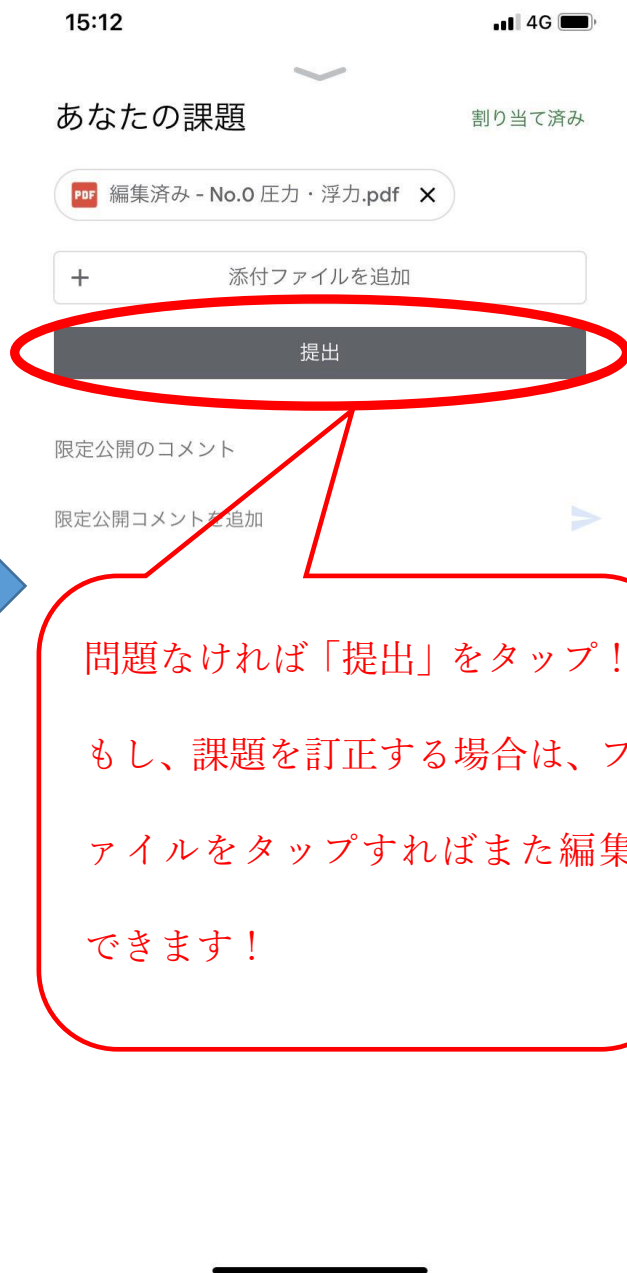 15:12 4G
あなたの課題 割り当て済み
PDF 編集済み - No.0 圧力・浮力.pdf ×
+ 添付ファイルを追加
提出
限定公開のコメント
限定公開コメントを追加
問題なければ「提出」をタップ！
もし、課題を訂正する場合は、フ
ァイルをタップすればまた編集
できます！